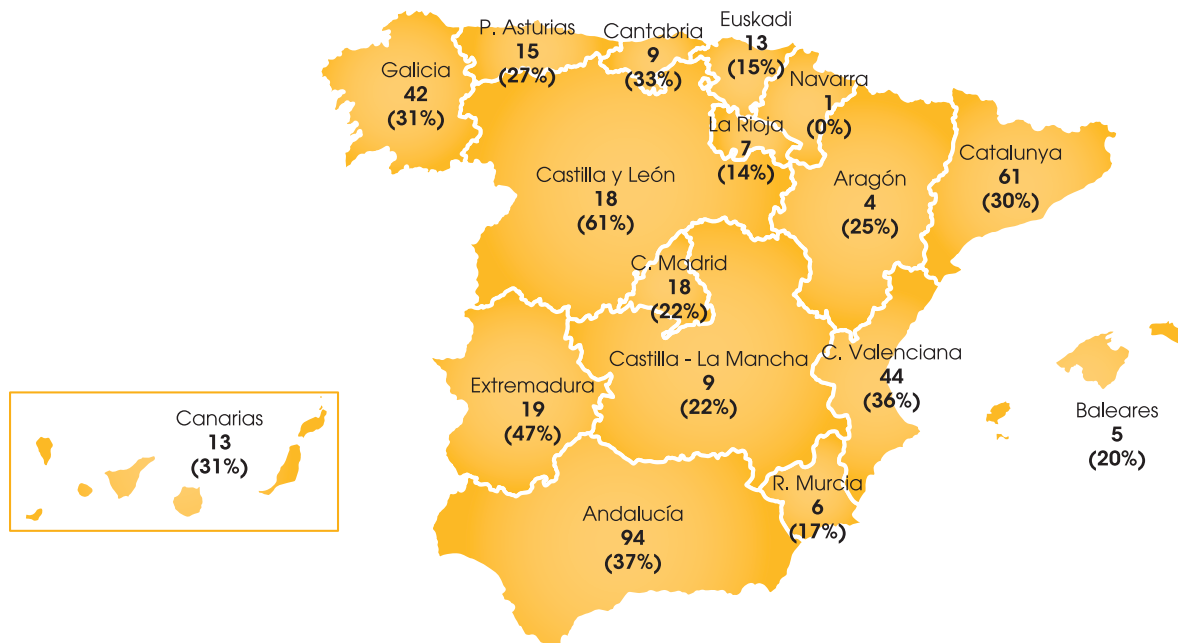 P. Asturias
15
(27%)
Cantabria
9
(33%)
Euskadi
13
(15%)
Galicia
42
(31%)
Navarra
1
(0%)
La Rioja
7
(14%)
Castilla y León
18
(61%)
Aragón
4
(25%)
Catalunya
61
(30%)
C. Madrid
18
(22%)
Castilla - La Mancha
9
(22%)
C. Valenciana
44
(36%)
Extremadura
19
(47%)
Baleares
5
(20%)
Canarias
13
(31%)
R. Murcia
6
(17%)
Andalucía
94
(37%)